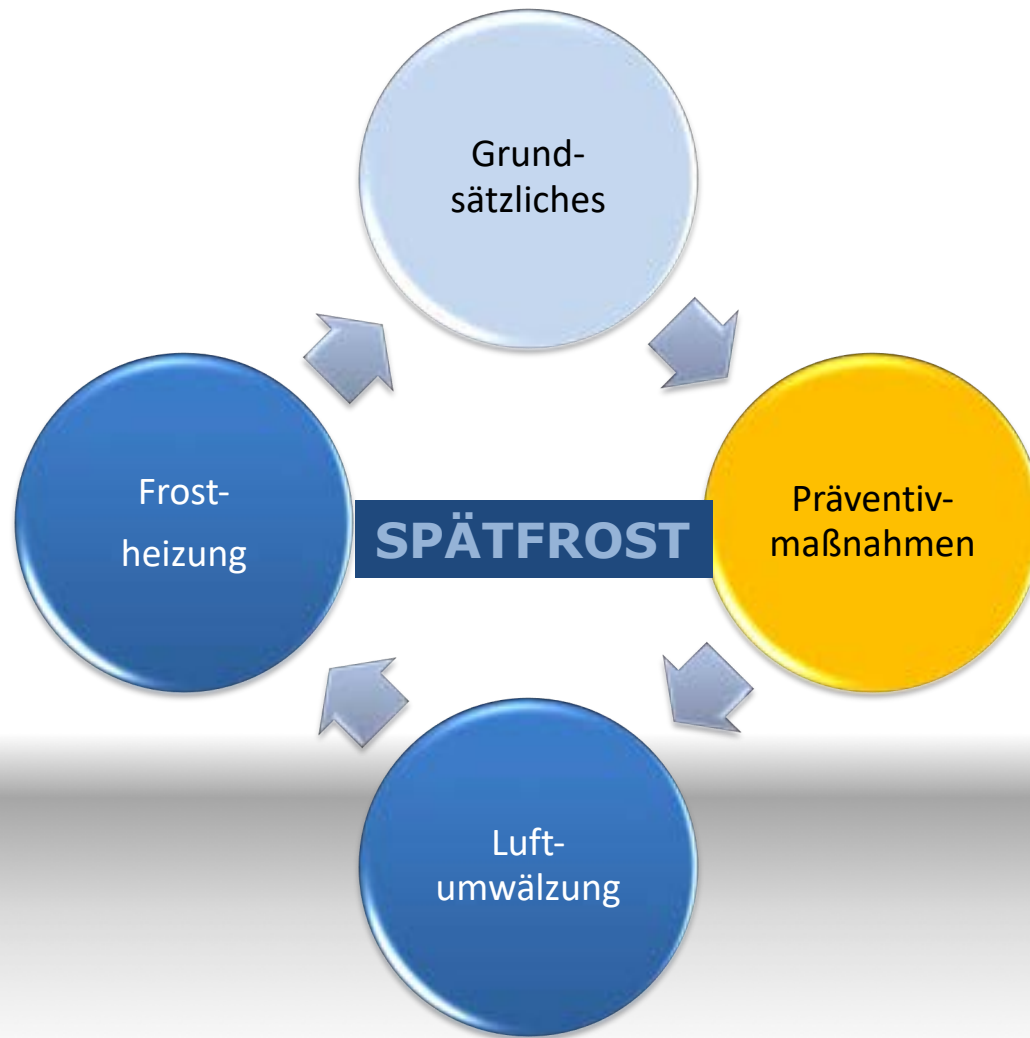 Grund-
sätzliches
Frost-
heizung
SPÄTFROST
Präventiv-
maßnahmen
Luft-
umwälzung